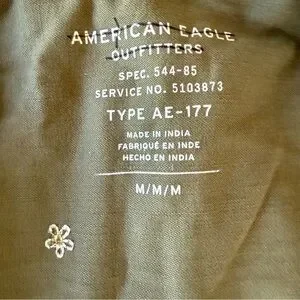 AMERICAN EAGLE
OUTFITTERS
SPEC. 544-85
SERVICE NO. 5103873
TYPE AE-177
MADE IN INDIA
FABRIQUÉ EN INDE
HECHO EN INDIA
M/M/M